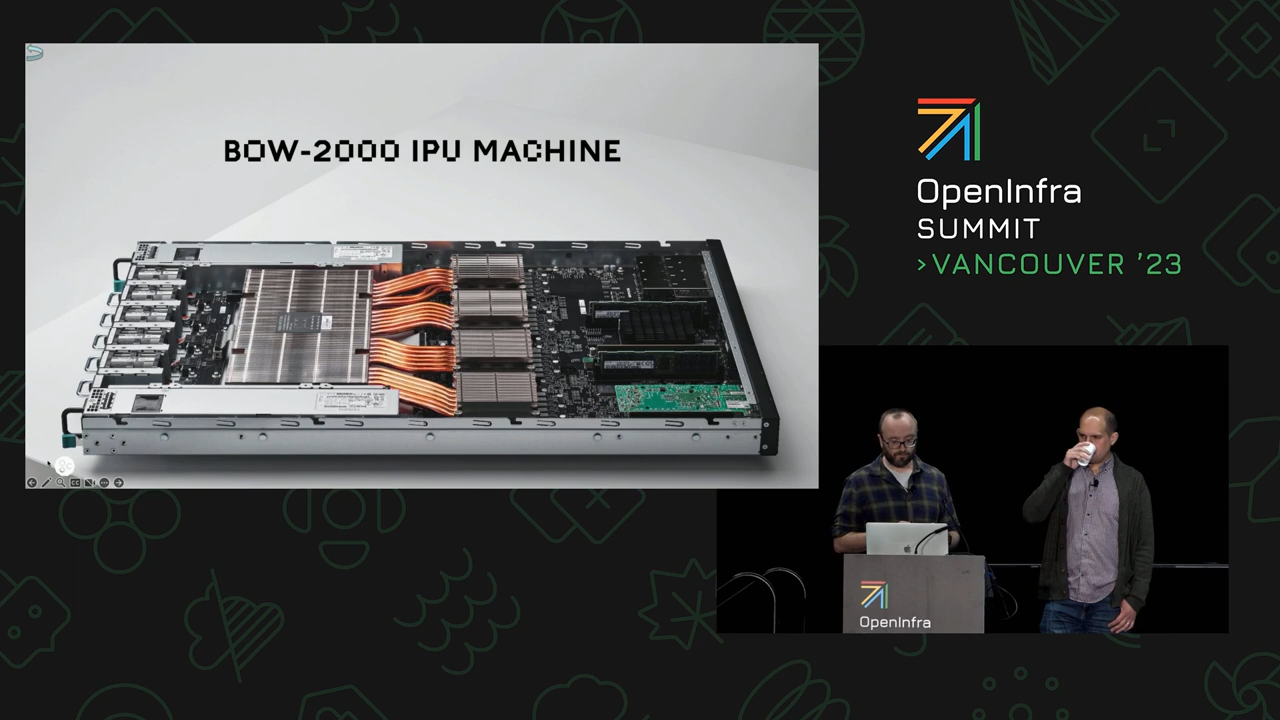 BOW-2000 IPU MACHINE
OpenInfra
SUMMIT
>VANCOUVER '23
OpenInfra